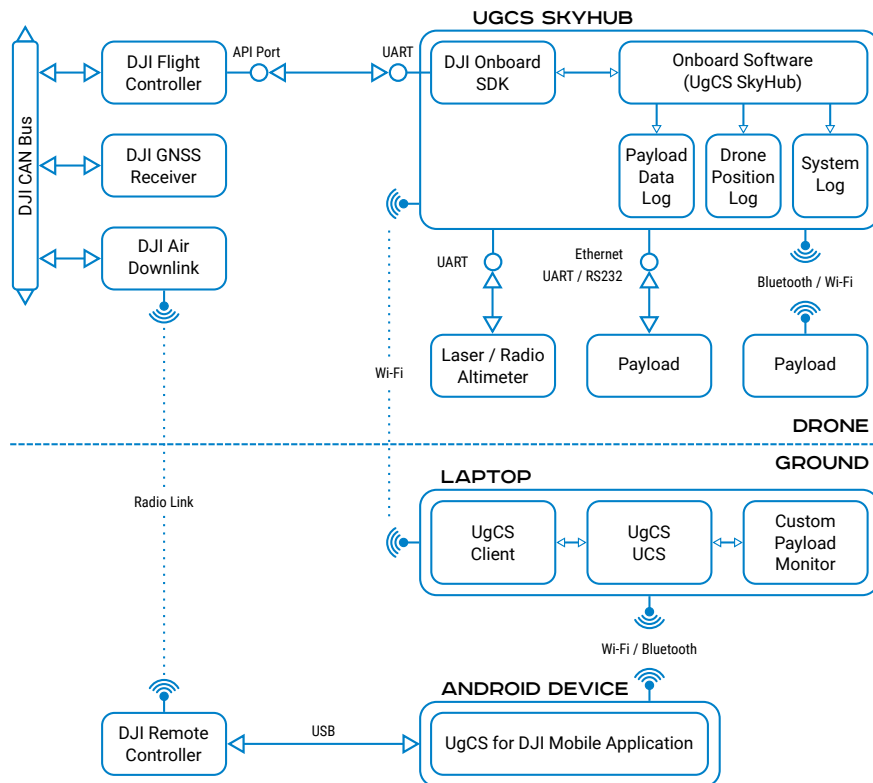 UGCS SKYHUB
DJI CAN Bus
DJI Flight
Controller
API Port
UART
DJI Onboard
SDK
Onboard Software
(UgCS SkyHub)
Payload
Data
Log
Drone
Position
Log
System
Log
DJI GNSS
Receiver
DJI Air
Downlink
UART
Ethernet
UART / RS232
Bluetooth / Wi-Fi
Laser / Radio
Altimeter
Payload
Payload
Wi-Fi
DRONE
GROUND
LAPTOP
Radio Link
UgCS
Client
UgCS
UCS
Custom
Payload
Monitor
Wi-Fi / Bluetooth
ANDROID DEVICE
DJI Remote
Controller
USB
UgCS for DJI Mobile Application